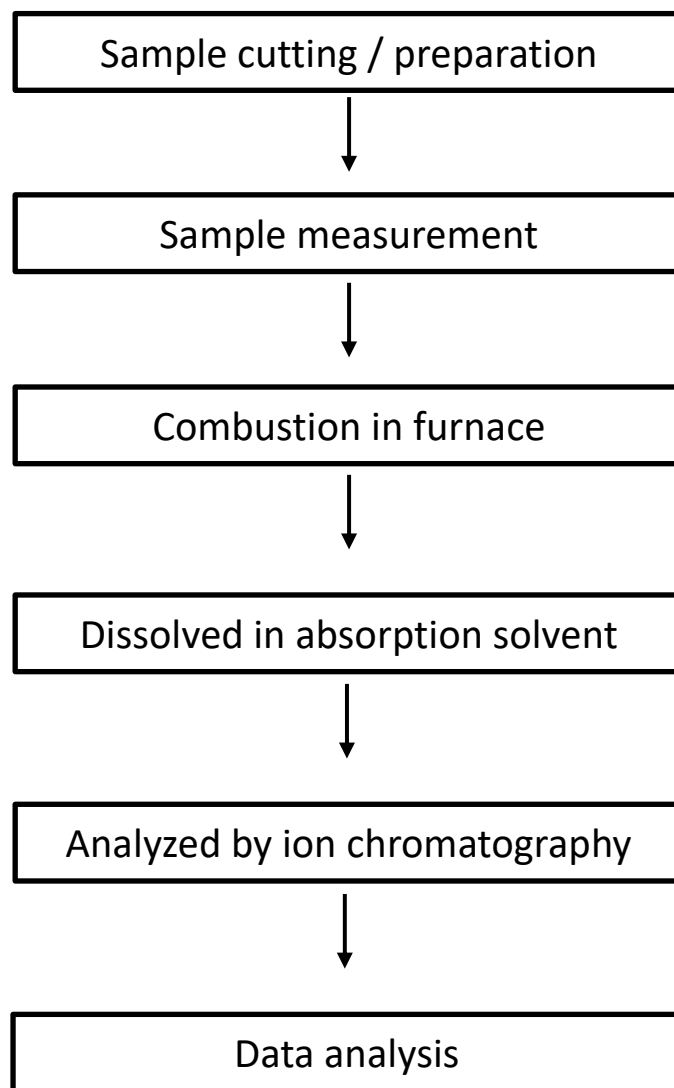 Sample cutting / preparation
Sample measurement
Combustion in furnace
Dissolved in absorption solvent
Analyzed by ion chromatography
Data analysis